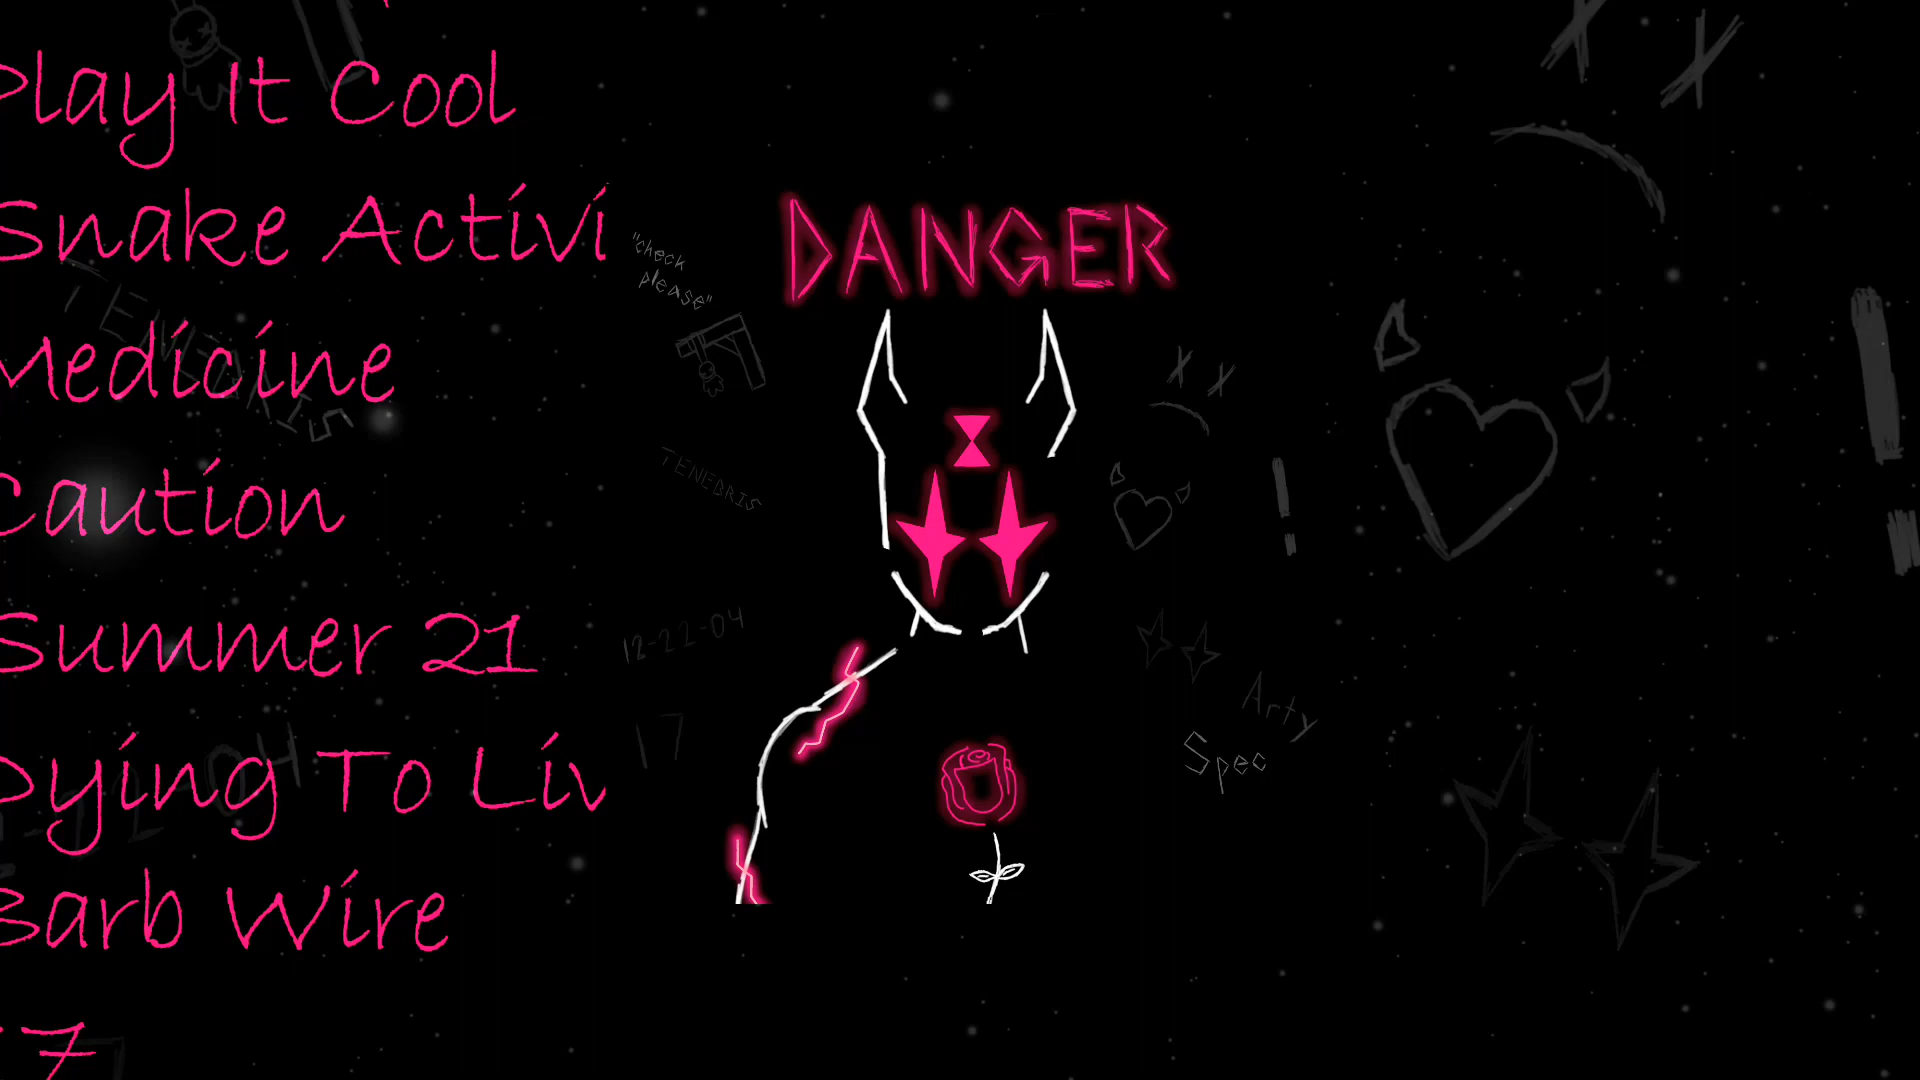 Play It Cool
Snake Activi
Medicine
Caution
Summer 21
Dying To Liv
Barb Wire
17
DANGER
"check
please"
TENEBRIS
12-22-04
17
Arty
Spec
TENEBRIS